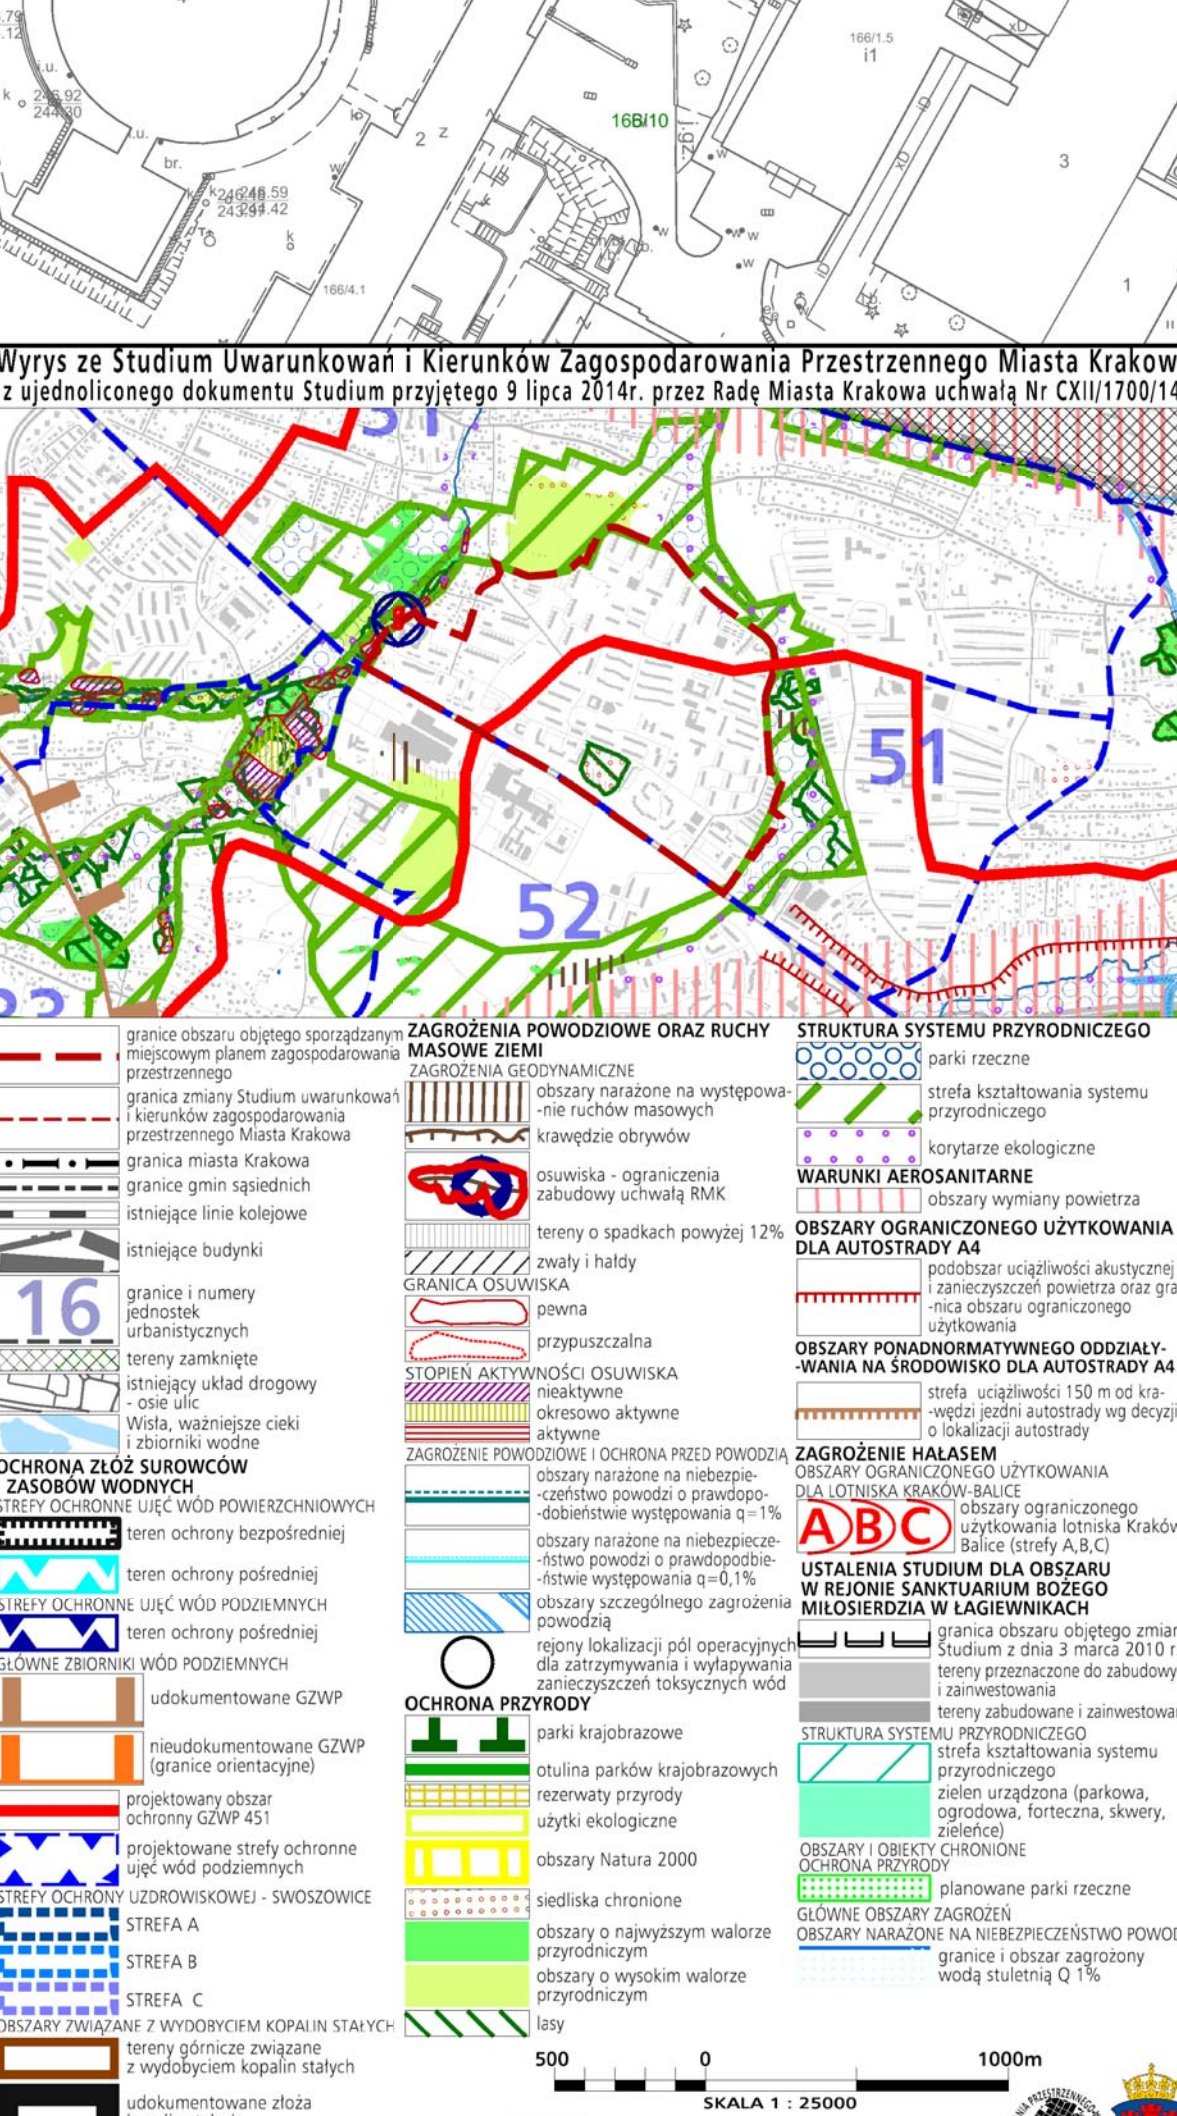 i.u.
k
246.92
244.30
i.u.
br.
k
k
246.59
244.42
k
k
w
2
z
166/4.1
z
z
166/1.5
i1
xD
iD
xD
iD
w
w
w
w
w
w
3
1
Wyrys ze Studium Uwarunkowań i Kierunków Zagospodarowania Przestrzennego Miasta Krakow
z ujednoliconego dokumentu Studium przyjętego 9 lipca 2014r. przez Radę Miasta Krakowa uchwałą Nr CXII/1700/14
51
51
52
granice obszaru objętego sporządzanym
miejscowym planem zagospodarowania
przestrzennego
granica zmiany Studium uwarunkowań
i kierunków zagospodarowania
przestrzennego Miasta Krakowa
granica miasta Krakowa
granice gmin sąsiednich
istniejące linie kolejowe
istniejące budynki
16
granice i numery
jednostek
urbanistycznych
tereny zamknięte
istniejący układ drogowy
- osie ulic
Wisła, ważniejsze cieki
i zbiorniki wodne
OCHRONA ZŁÓŻ SUROWCÓW
I ZASOBÓW WODNYCH
STREFY OCHRONNE UJĘĆ WÓD POWIERZCHNIOWYCH
teren ochrony bezpośredniej
teren ochrony pośredniej
STREFY OCHRONNE UJĘĆ WÓD PODZIEMNYCH
teren ochrony pośredniej
GŁÓWNE ZBIORNIKI WÓD PODZIEMNYCH
udokumentowane GZWP
nieudokumentowane GZWP
(granice orientacyjne)
projektowany obszar
ochronny GZWP 451
projektowane strefy ochronne
ujęć wód podziemnych
STREFY OCHRONY UZDROWISKOWEJ - SWOSZOWICE
STREFA A
STREFA B
STREFA C
OBSZARY ZWIĄZANE Z WYDOBYCIEM KOPALIN STAŁYCH
tereny górnicze związane
z wydobyciem kopalin stałych
udokumentowane złoża
ZAGROŻENIA POWODZIOWE ORAZ RUCHY
MASOWE ZIEMI
ZAGROŻENIA GEODYNAMICZNE
obszary narażone na występowa-
-nie ruchów masowych
krawędzie obrywów
osuwiska - ograniczenia
zabudowy uchwałą RMK
tereny o spadkach powyżej 12%
zwały i hałdy
GRANICA OSUWISKA
pewna
przypuszczalna
STOPIEŃ AKTYWNOŚCI OSUWISKA
nieaktywne
okresowo aktywne
aktywne
ZAGROŻENIE POWODZIOWE I OCHRONA PRZED POWODZIĄ
obszary narażone na niebezpie-
-czeństwo powodzi o prawdopo-
-dobieństwie występowania q=1%
obszary narażone na niebezpiecze-
-ństwo powodzi o prawdopodbie-
-ństwie występowania q=0,1%
obszary szczególnego zagrożenia
powodzią
rejony lokalizacji pól operacyjnych
dla zatrzymywania i wyłapywania
zanieczyszczeń toksycznych wód
OCHRONA PRZYRODY
parki krajobrazowe
otulina parków krajobrazowych
rezerwaty przyrody
użytki ekologiczne
obszary Natura 2000
siedliska chronione
obszary o najwyższym walorze
przyrodniczym
obszary o wysokim walorze
przyrodniczym
lasy
STRUKTURA SYSTEMU PRZYRODNICZEGO
parki rzeczne
strefa kształtowania systemu
przyrodniczego
korytarze ekologiczne
WARUNKI AEROSANITARNE
obszary wymiany powietrza
OBSZARY OGRANICZONEGO UŻYTKOWANIA
DLA AUTOSTRADY A4
podobszar uciążliwości akustycznej
i zanieczyszczeń powietrza oraz gra
-nica obszaru ograniczonego
użytkowania
OBSZARY PONADNORMATYWNEGO ODDZIAŁY-
-WANIA NA ŚRODOWISKO DLA AUTOSTRADY A4
strefa uciążliwości 150 m od kra-
-wędzi jezdni autostrady wg decyzji
o lokalizacji autostrady
ZAGROŻENIE HAŁASEM
OBSZARY OGRANICZONEGO UŻYTKOWANIA
DLA LOTNISKA KRAKÓW-BALICE
A B C
obszary ograniczonego
użytkowania lotniska Kraków
Balice (strefy A,B,C)
USTALENIA STUDIUM DLA OBSZARU
W REJONIE SANKTUARIUM BOŻEGO
MIŁOSIERDZIA W ŁAGIEWNIKACH
granica obszaru objętego zmian
Studium z dnia 3 marca 2010 r
tereny przeznaczone do zabudowy
i zainwestowania
tereny zabudowane i zainwestowa
STRUKTURA SYSTEMU PRZYRODNICZEGO
strefa kształtowania systemu
przyrodniczego
zielen urządzona (parkowa,
ogrodowa, forteczna, skwery,
zieleńce)
OBSZARY I OBIEKTY CHRONIONE
OCHRONA PRZYRODY
planowane parki rzeczne
GŁÓWNE OBSZARY ZAGROŻEŃ
OBSZARY NARAŻONE NA NIEBEZPIECZEŃSTWO POWOD
granice i obszar zagrożony
wodą stuletnią Q 1%
500 0 1000m
SKALA 1 : 25000